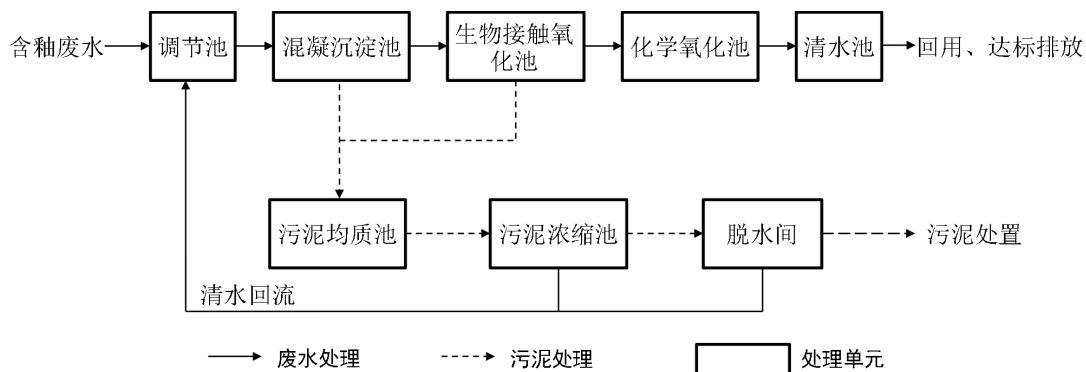 含釉废水
调节池
混凝沉淀池
生物接触氧
化池
化学氧化池
清水池
回用、达标排放
污泥均质池
污泥浓缩池
脱水间
污泥处置
清水回流
废水处理
污泥处理
处理单元